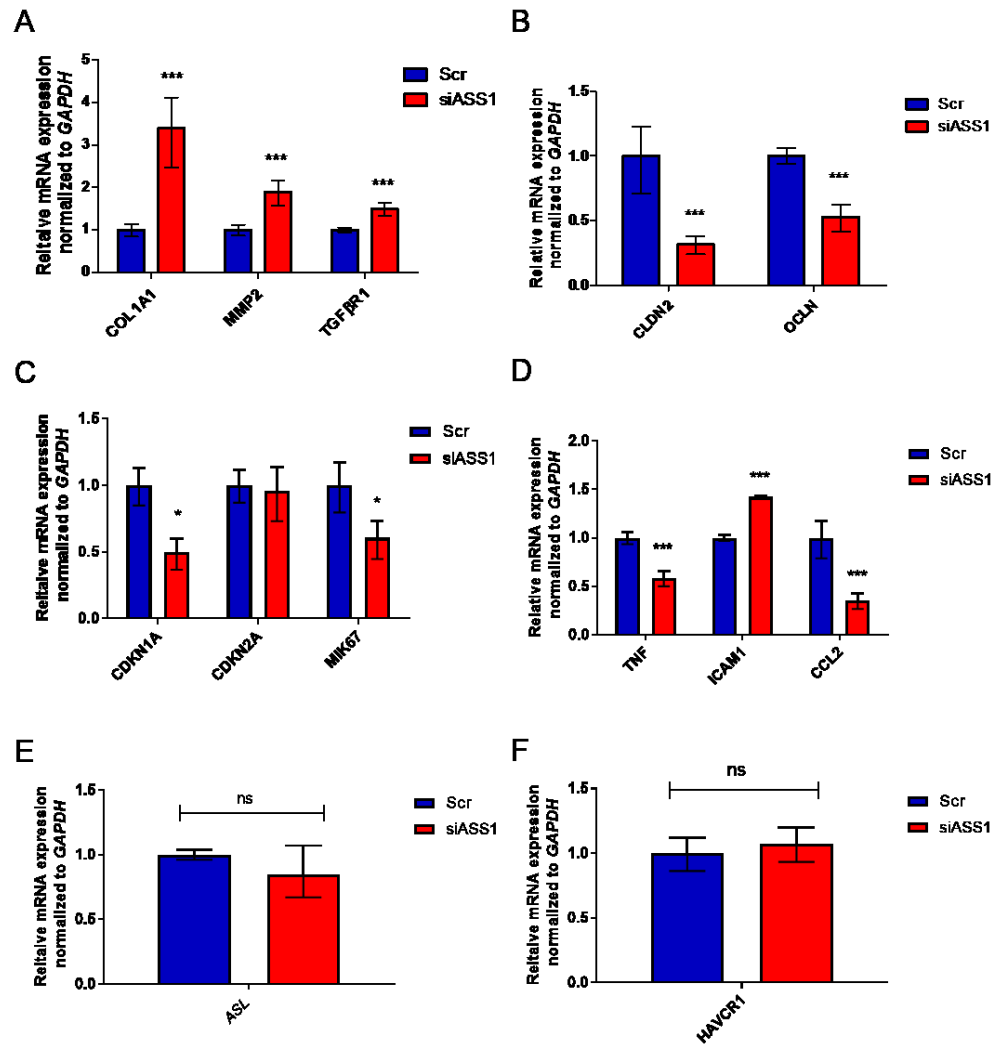 A
Reltaive mRNA expression
normalized to GAPDH
5
4
3
2
1
0
***
***
***
Scr
siASS1
COL1A1
MMP2
TGFβR1
B
Relative mRNA expression
normalized to GAPDH
1.5
1.0
0.5
0.0
***
***
Scr
siASS1
CLDN2
OCLN
C
Reltaive mRNA expression
normalized to GAPDH
1.5
1.0
0.5
0.0
*
*
Scr
siASS1
CDKN1A
CDKN2A
MIK67
D
Relative mRNA expression
normalized to GAPDH
2.0
1.5
1.0
0.5
0.0
***
***
***
Scr
siASS1
TNF
ICAM1
CCL2
E
Reltaive mRNA expression
normalized to GAPDH
1.5
1.0
0.5
0.0
ns
Scr
siASS1
ASL
F
Reltaive mRNA expression
normalized to GAPDH
1.5
1.0
0.5
0.0
ns
Scr
siASS1
HAVCR1